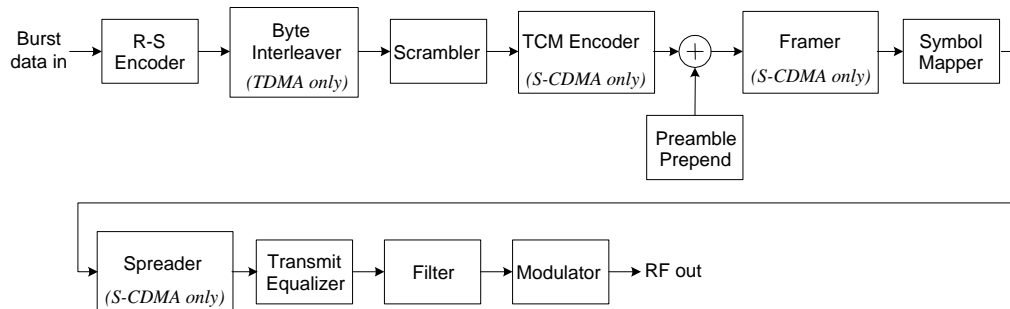 Burst
data in
R-S
Encoder
Byte
Interleaver
(TDMA only)
Scrambler
TCM Encoder
(S-CDMA only)
Framer
(S-CDMA only)
Symbol
Mapper
Preamble
Prepend
Spreader
(S-CDMA only)
Transmit
Equalizer
Filter
Modulator
RF out